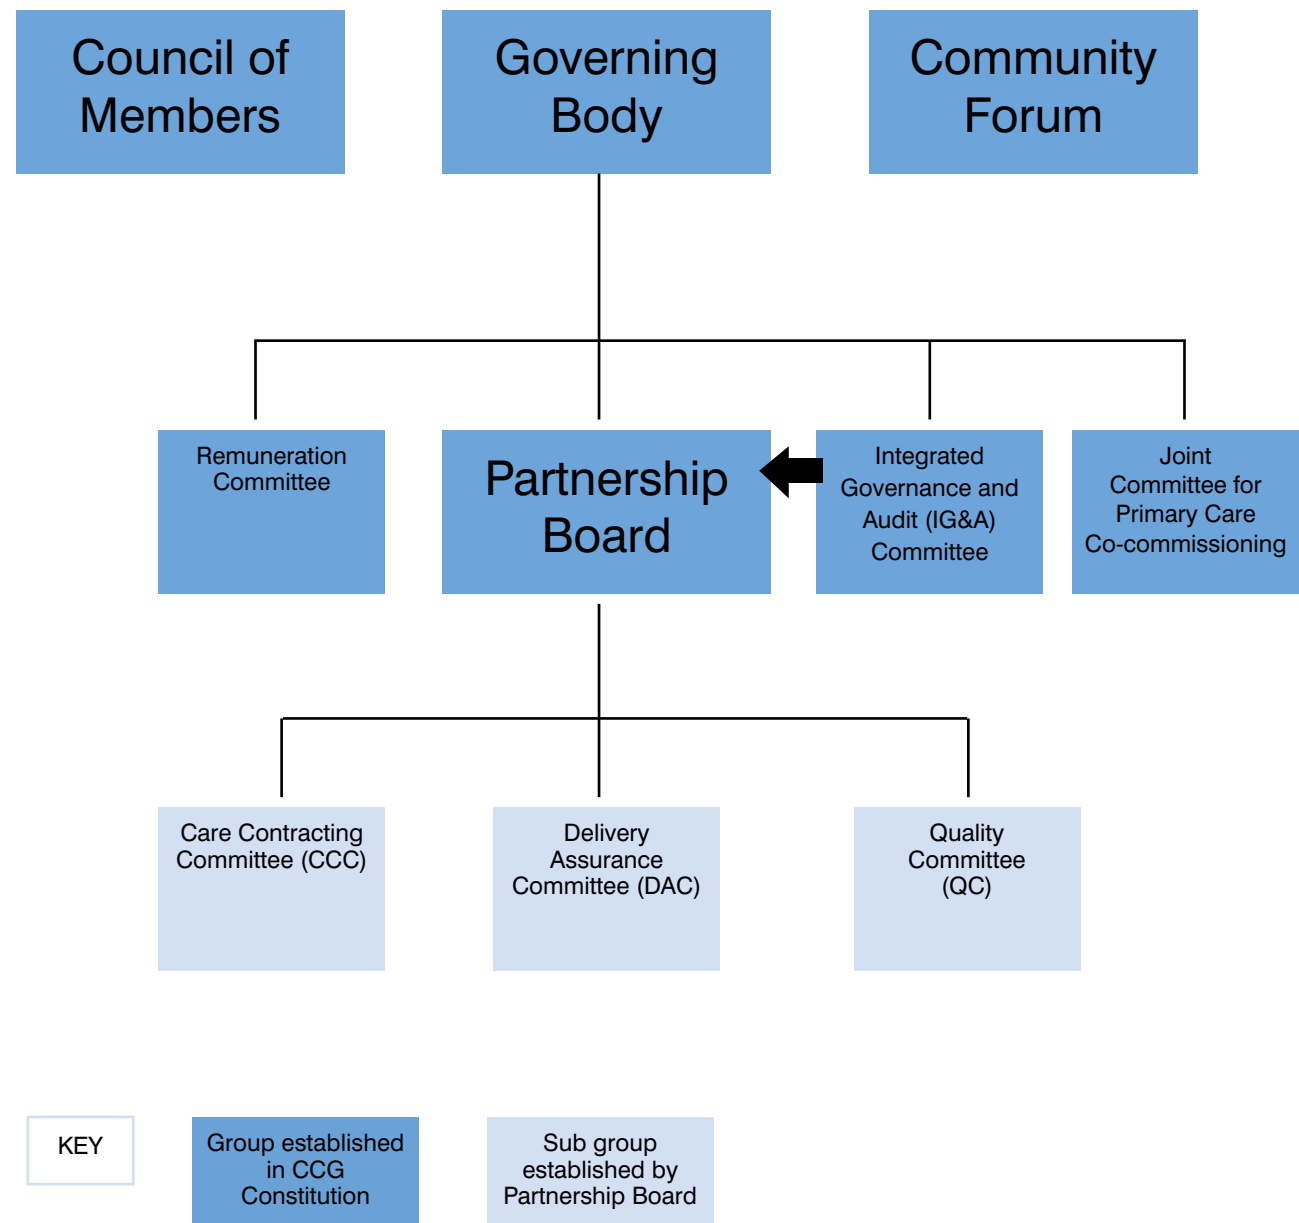 Council of
Members
Governing
Body
Community
Forum
Remuneration
Committee
Partnership
Board
Integrated
Governance and
Audit (IG&A)
Committee
Joint
Committee for
Primary Care
Co-commissioning
Care Contracting
Committee (CCC)
Delivery
Assurance
Committee (DAC)
Quality
Committee
(QC)
KEY
Group established
in CCG
Constitution
Sub group
established by
Partnership Board